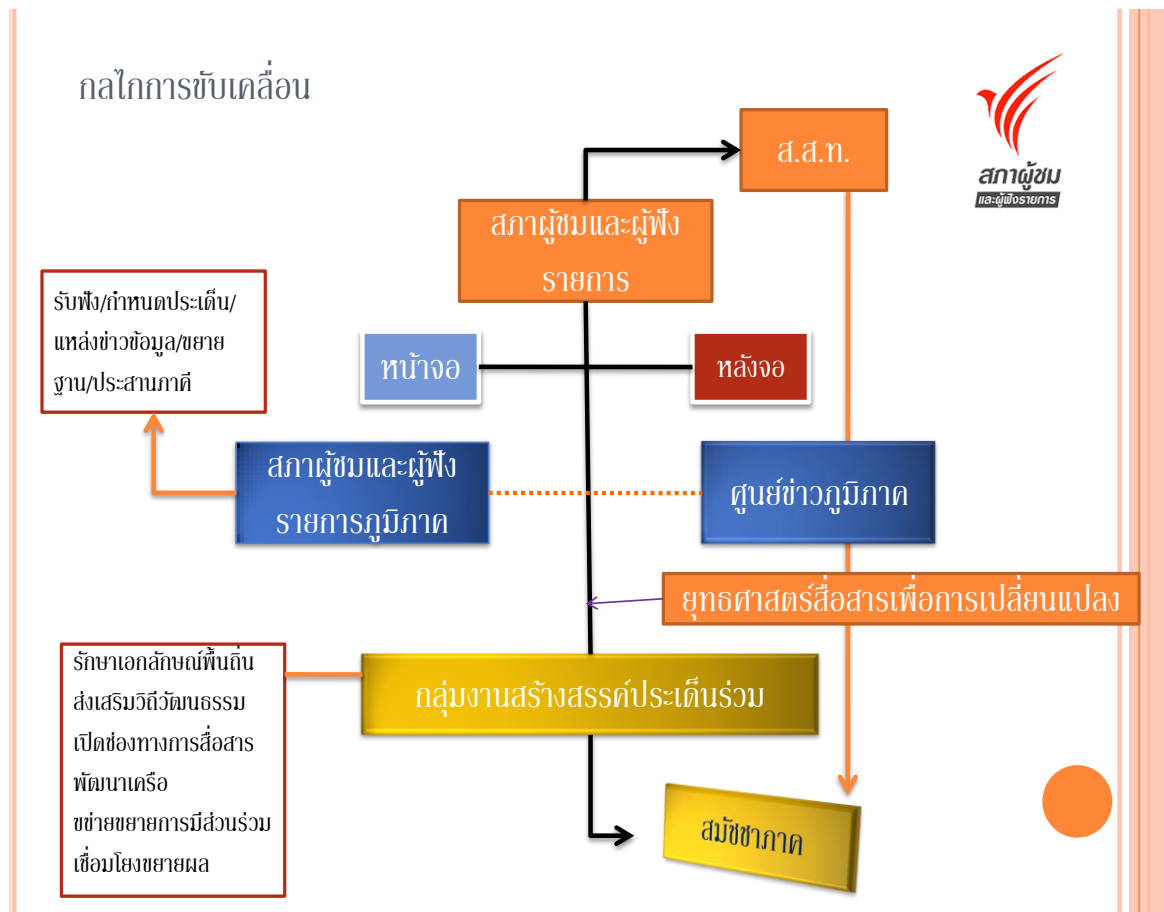 กลไกการขับเคลื่อน
ส.ส.ท.
สภาผู้ชม
และผู้ฟังรายการ
สภาผู้ชมและผู้ฟัง
รายการ
รับฟัง/กำหนดประเด็น/
แหล่งข่าวข้อมูล/ขยาย
ฐาน/ประสานภาคี
หน้าจอ
หลังจอ
สภาผู้ชมและผู้ฟัง
รายการภูมิภาค
ศูนย์ข่าวภูมิภาค
ยุทธศาสตร์สื่อสารเพื่อการเปลี่ยนแปลง
รักษาเอกลักษณ์พื้นถิ่น
ส่งเสริมวิถีวัฒนธรรม
เปิดช่องทางการสื่อสาร
พัฒนาเครือ
ขข่ายขยายการมีส่วนร่วม
เชื่อมโยงขยายผล
กลุ่มงานสร้างสรรค์ประเด็นร่วม
สมัชชาภาค